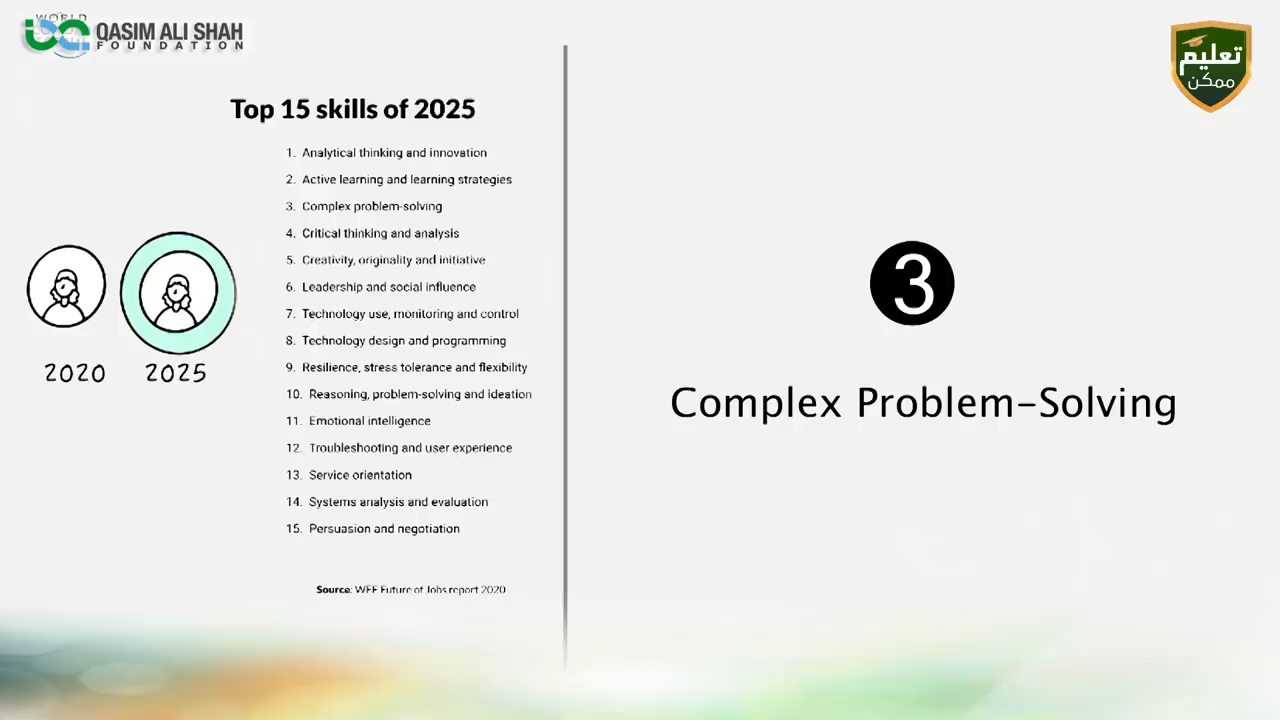 WORLD
QASIM ALI SHAH
FOUNDATION
تعلیم
ممکن
Top 15 skills of 2025
1. Analytical thinking and innovation
2. Active learning and learning strategies
3. Complex problem-solving
4. Critical thinking and analysis
5. Creativity, originality and initiative
6. Leadership and social influence
7. Technology use, monitoring and control
8. Technology design and programming
9. Resilience, stress tolerance and flexibility
10. Reasoning, problem-solving and ideation
11. Emotional intelligence
12. Troubleshooting and user experience
13. Service orientation
14. Systems analysis and evaluation
15. Persuasion and negotiation
2020 2025
Source: WEF Future of Jobs report 2020
3
Complex Problem-Solving